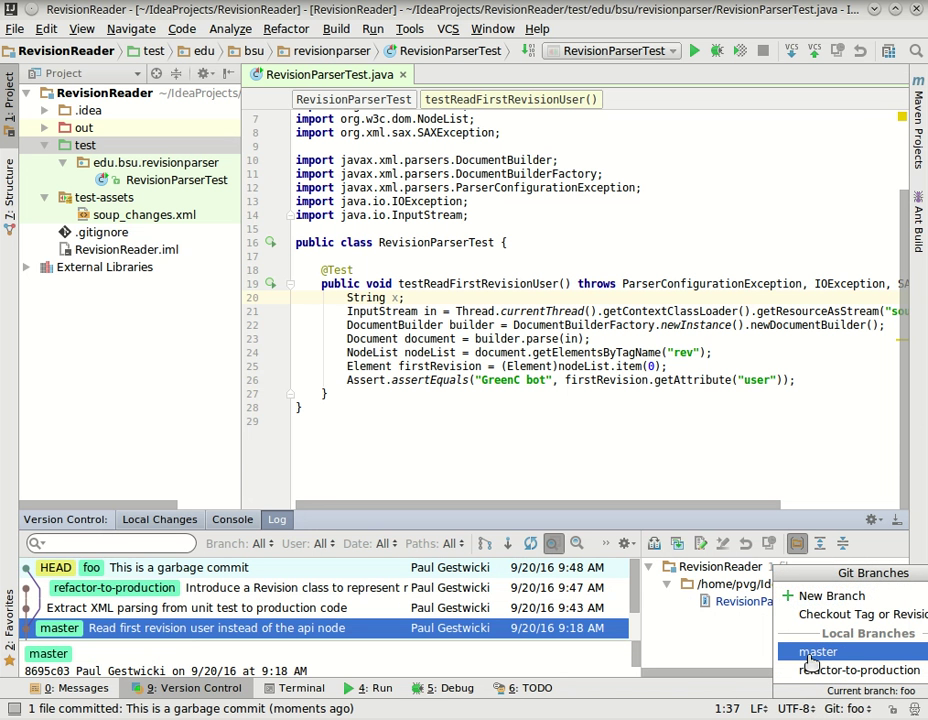 RevisionReader - [~/IdeaProjects/RevisionReader] - [RevisionReader] - ~/IdeaProjects/RevisionReader/test/edu/bsu/revisionparser/RevisionParserTest.java - I...
File Edit View Navigate Code Analyze Refactor Build Run Tools VCS Window Help
RevisionReader test edu bsu revisionparser RevisionParserTest RevisionParserTest VCS VCS
Project RevisionParserTest.java
RevisionParserTest testReadFirstRevisionUser()
1: Project
7: Structure
2: Favorites
Maven Projects
Ant Build
RevisionReader ~/IdeaProjects/
.idea
out
test
edu.bsu.revisionparser
RevisionParserTest
test-assets
soup_changes.xml
.gitignore
RevisionReader.iml
External Libraries
7 import org.w3c.dom.NodeList;
8 import org.xml.sax.SAXException;
9
10 import javax.xml.parsers.DocumentBuilder;
11 import javax.xml.parsers.DocumentBuilderFactory;
12 import javax.xml.parsers.ParserConfigurationException;
13 import java.io.IOException;
14 import java.io.InputStream;
15
16 public class RevisionParserTest {
17
18 @Test
19 public void testReadFirstRevisionUser() throws ParserConfigurationException, IOException, SA
20 String x;
21 InputStream in = Thread.currentThread().getContextClassLoader().getResourceAsStream("sou
22 DocumentBuilder builder = DocumentBuilderFactory.newInstance().newDocumentBuilder();
23 Document document = builder.parse(in);
24 NodeList nodeList = document.getElementsByTagName("rev");
25 Element firstRevision = (Element)nodeList.item(0);
26 Assert.assertEquals("GreenC bot", firstRevision.getAttribute("user"));
27 }
28 }
29
Version Control: Local Changes Console Log
Branch: All User: All Date: All Paths: All
HEAD foo This is a garbage commit Paul Gestwicki 9/20/16 9:48 AM
refactor-to-production Introduce a Revision class to represent r Paul Gestwicki 9/20/16 9:47 AM
Extract XML parsing from unit test to production code Paul Gestwicki 9/20/16 9:43 AM
master Read first revision user instead of the api node Paul Gestwicki 9/20/16 9:18 AM
master
8695c03 Paul Gestwicki on 9/20/16 at 9:18 AM
RevisionReader
/home/pvg/Id
RevisionPa
Git Branches
New Branch
Checkout Tag or Revisio
Local Branches
master
refactor-to-production
Current branch: foo
0: Messages 9: Version Control Terminal 4: Run 5: Debug 6: TODO
1 file committed: This is a garbage commit (moments ago) 1:37 LF UTF-8 Git: foo